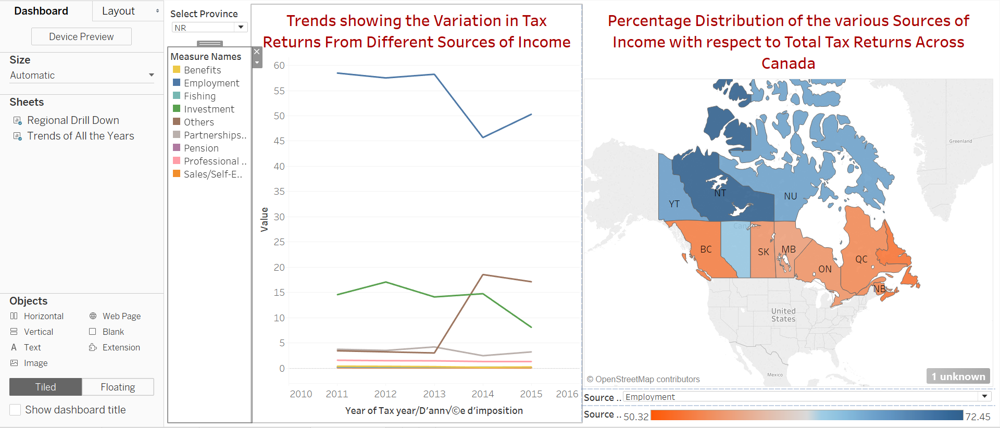 Dashboard
Layout
Device Preview
Size
Automatic
Sheets
Regional Drill Down
Trends of All the Years
Objects
Horizontal
Web Page
Vertical
Blank
Text
Extension
Image
Tiled
Floating
Show dashboard title
Select Province
NR
Measure Names
Benefits
Employment
Fishing
Investment
Others
Partnerships..
Pension
Professional ..
Sales/Self-E..
Trends showing the Variation in Tax
Returns From Different Sources of Income
Value
60
55
50
45
40
35
30
25
20
15
10
5
0
2010 2011 2012 2013 2014 2015 2016
Year of Tax year/D'ann√©e d'imposition
Percentage Distribution of the various Sources of
Income with respect to Total Tax Returns Across
Canada
Greenland
NT
NU
YT
Canada
BC
SK
MB
QC
ON
NB
United
States
Mexico
© OpenStreetMap contributors
1 unknown
Source .. Employment
Source .. 50.32 72.45